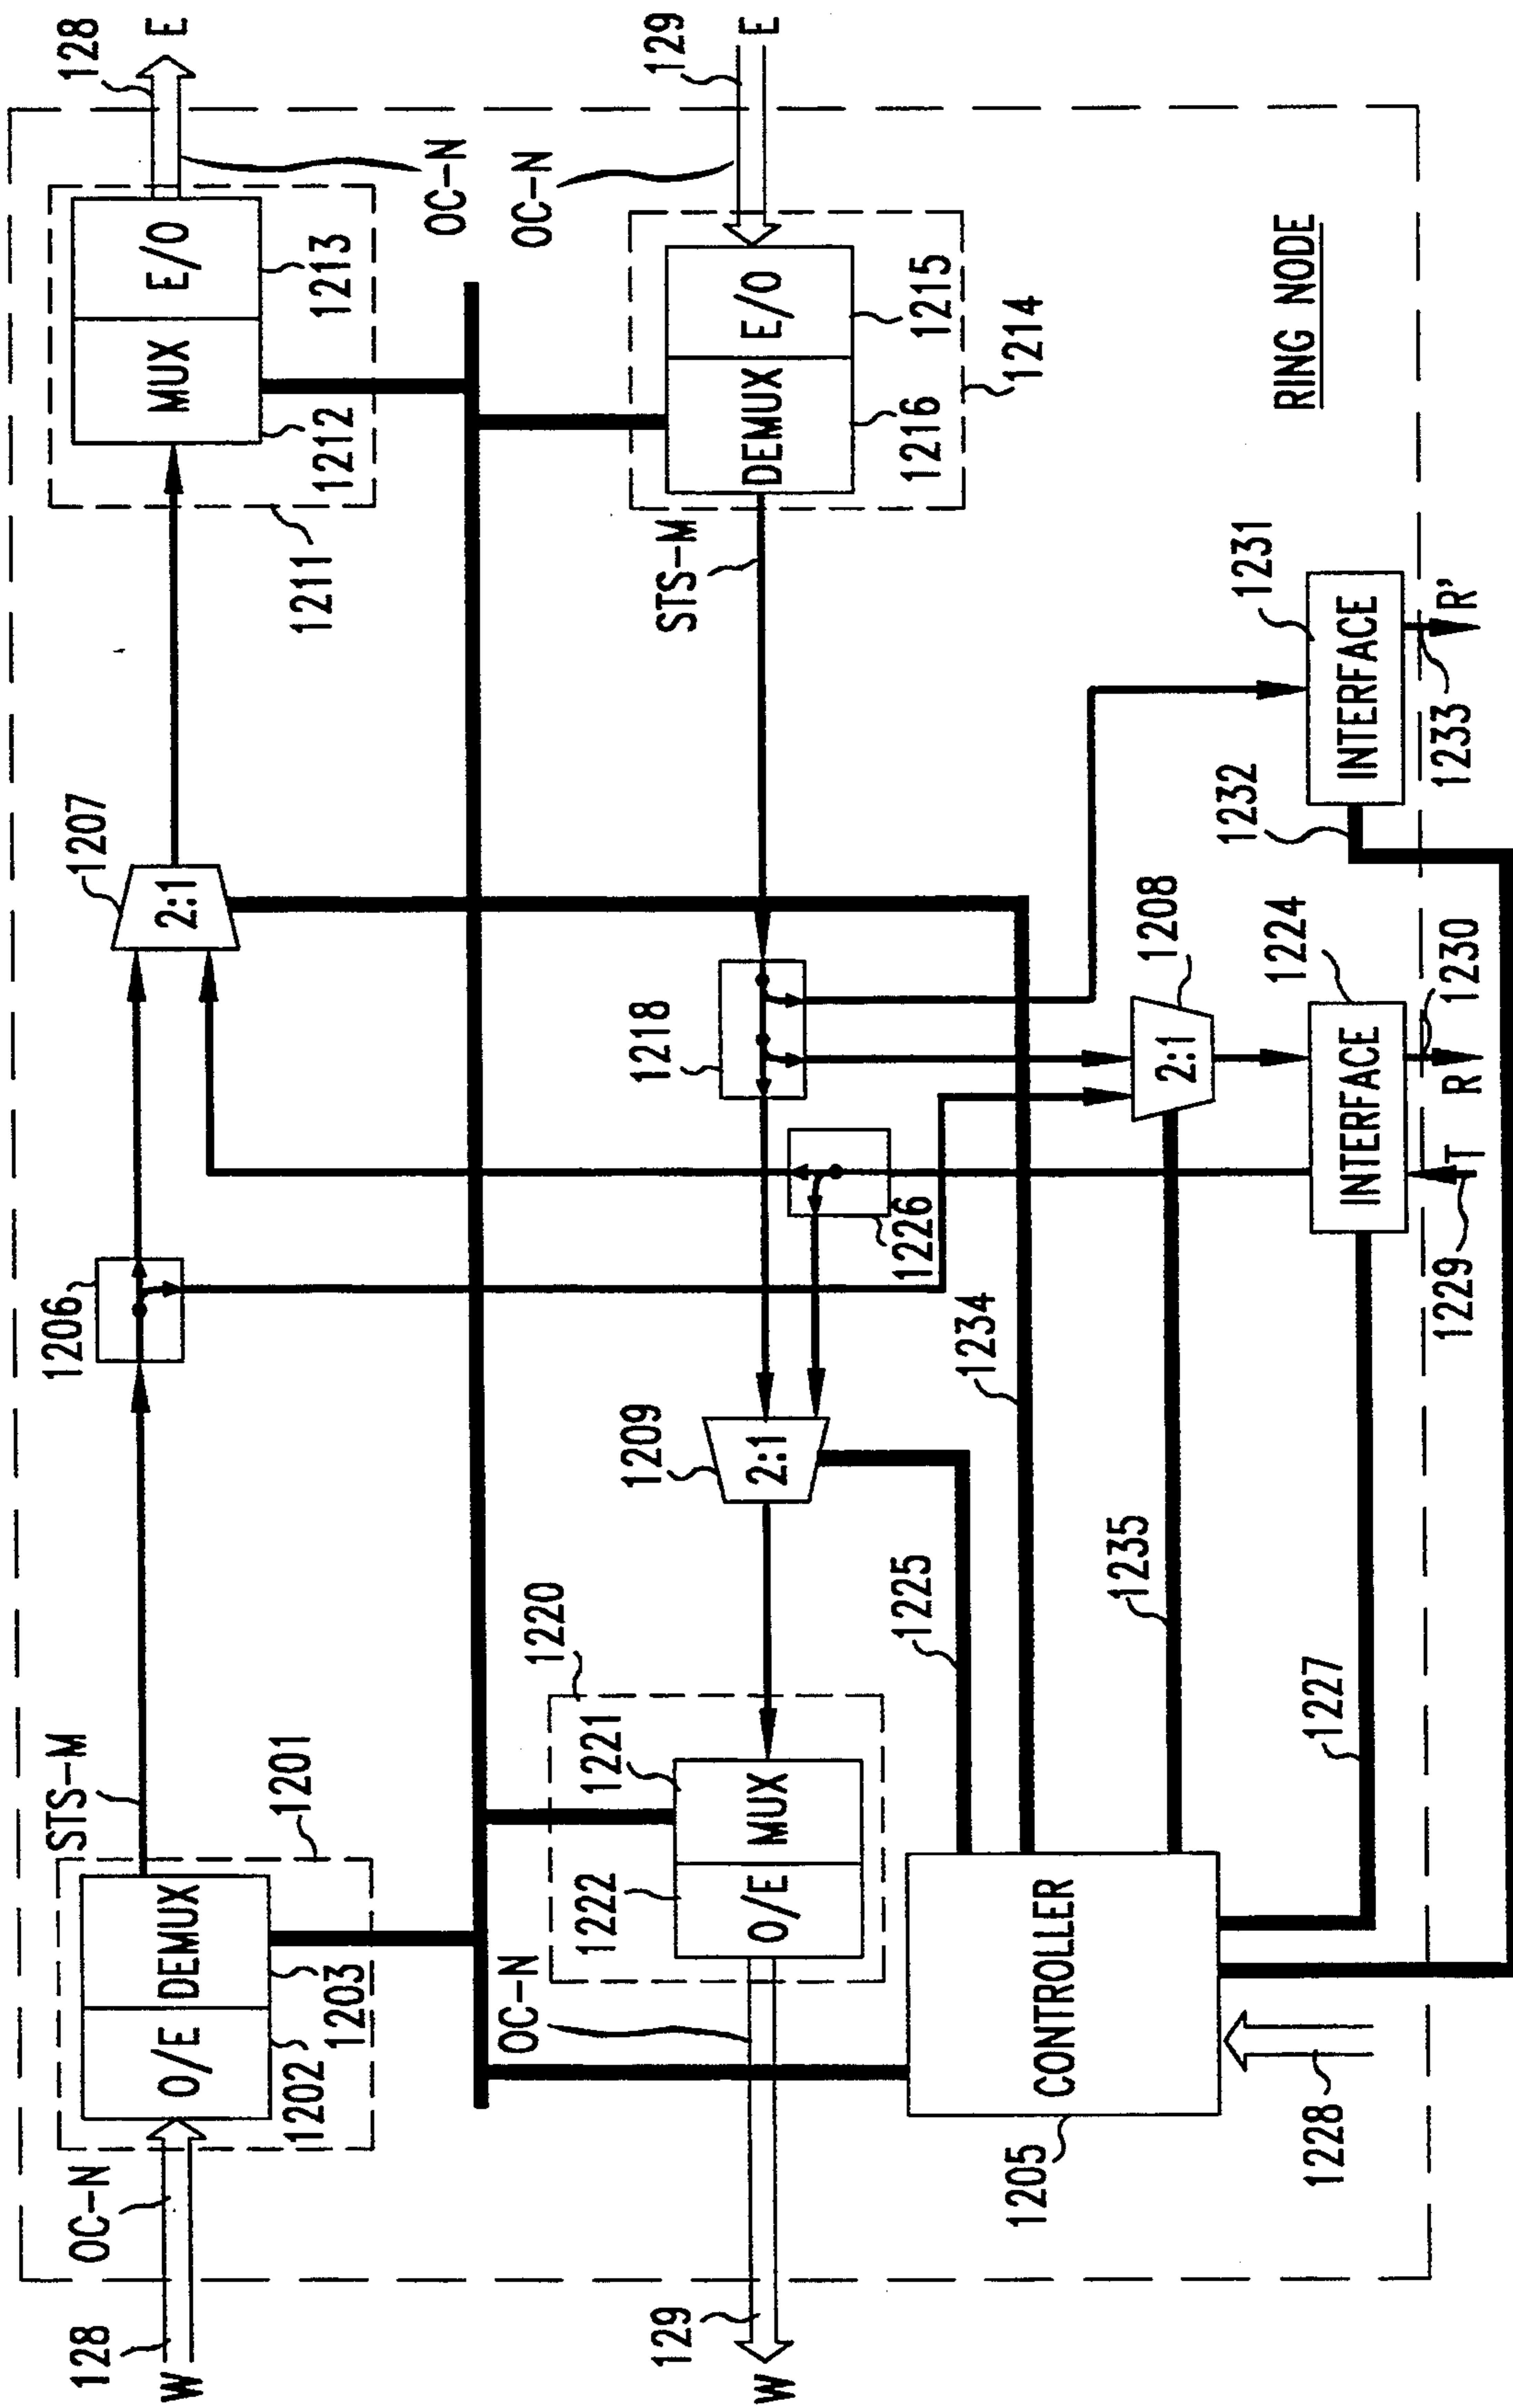 128
W
OC-N
O/E
DEMUX
1202
1203
1201
STS-M
1206
1207
2:1
1211
MUX
E/O
1212
1213
128
E
OC-N
129
W
OC-N
O/E
MUX
1222
1221
1220
1209
2:1
1226
1218
STS-M
DEMUX
E/O
1216
1215
1214
OC-N
129
E
1205
CONTROLLER
1228
1225
1234
1235
1227
1208
2:1
1224
INTERFACE
1229
T
R
1230
1232
1231
INTERFACE
1233
R'
RING NODE